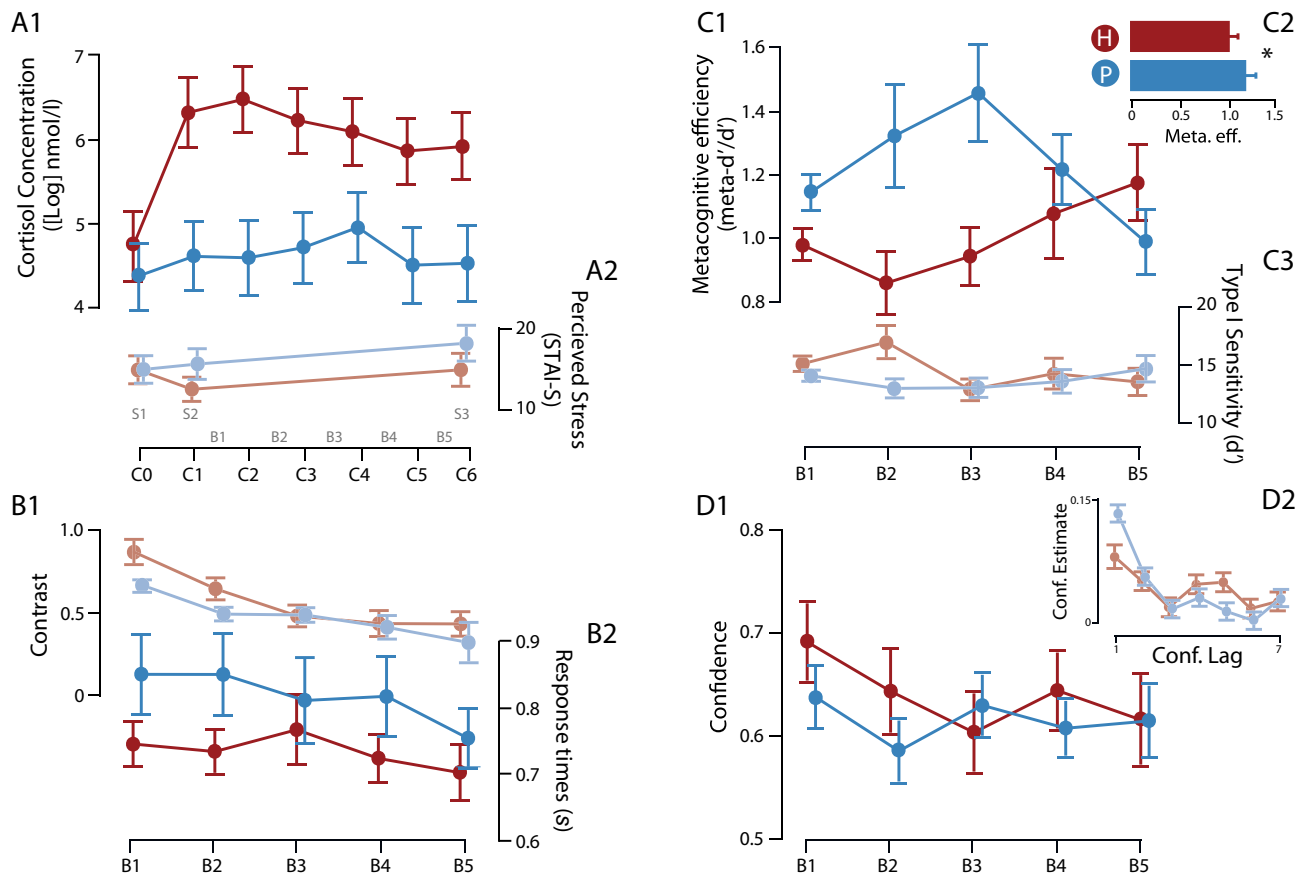 A1
7
6
5
4
Cortisol Concentration
([Log] nmol/l)
A2
20
10
Percieved Stress
(STAI-S)
S1 S2 S3
B1 B2 B3 B4 B5
C0 C1 C2 C3 C4 C5 C6
B1
1.0
0.5
0
Contrast
B2
0.9
0.8
0.7
0.6
Response times (s)
B1 B2 B3 B4 B5
C1
1.6
1.4
1.2
1.0
0.8
Metacognitive efficiency
(meta-d'/d')
C2
H
P
*
0 0.5 1.0 1.5
Meta. eff.
C3
20
15
10
Type I Sensitivity (d')
B1 B2 B3 B4 B5
D1
0.8
0.7
0.6
0.5
Confidence
D2
0.15
0
Conf. Estimate
1 7
Conf. Lag
B1 B2 B3 B4 B5